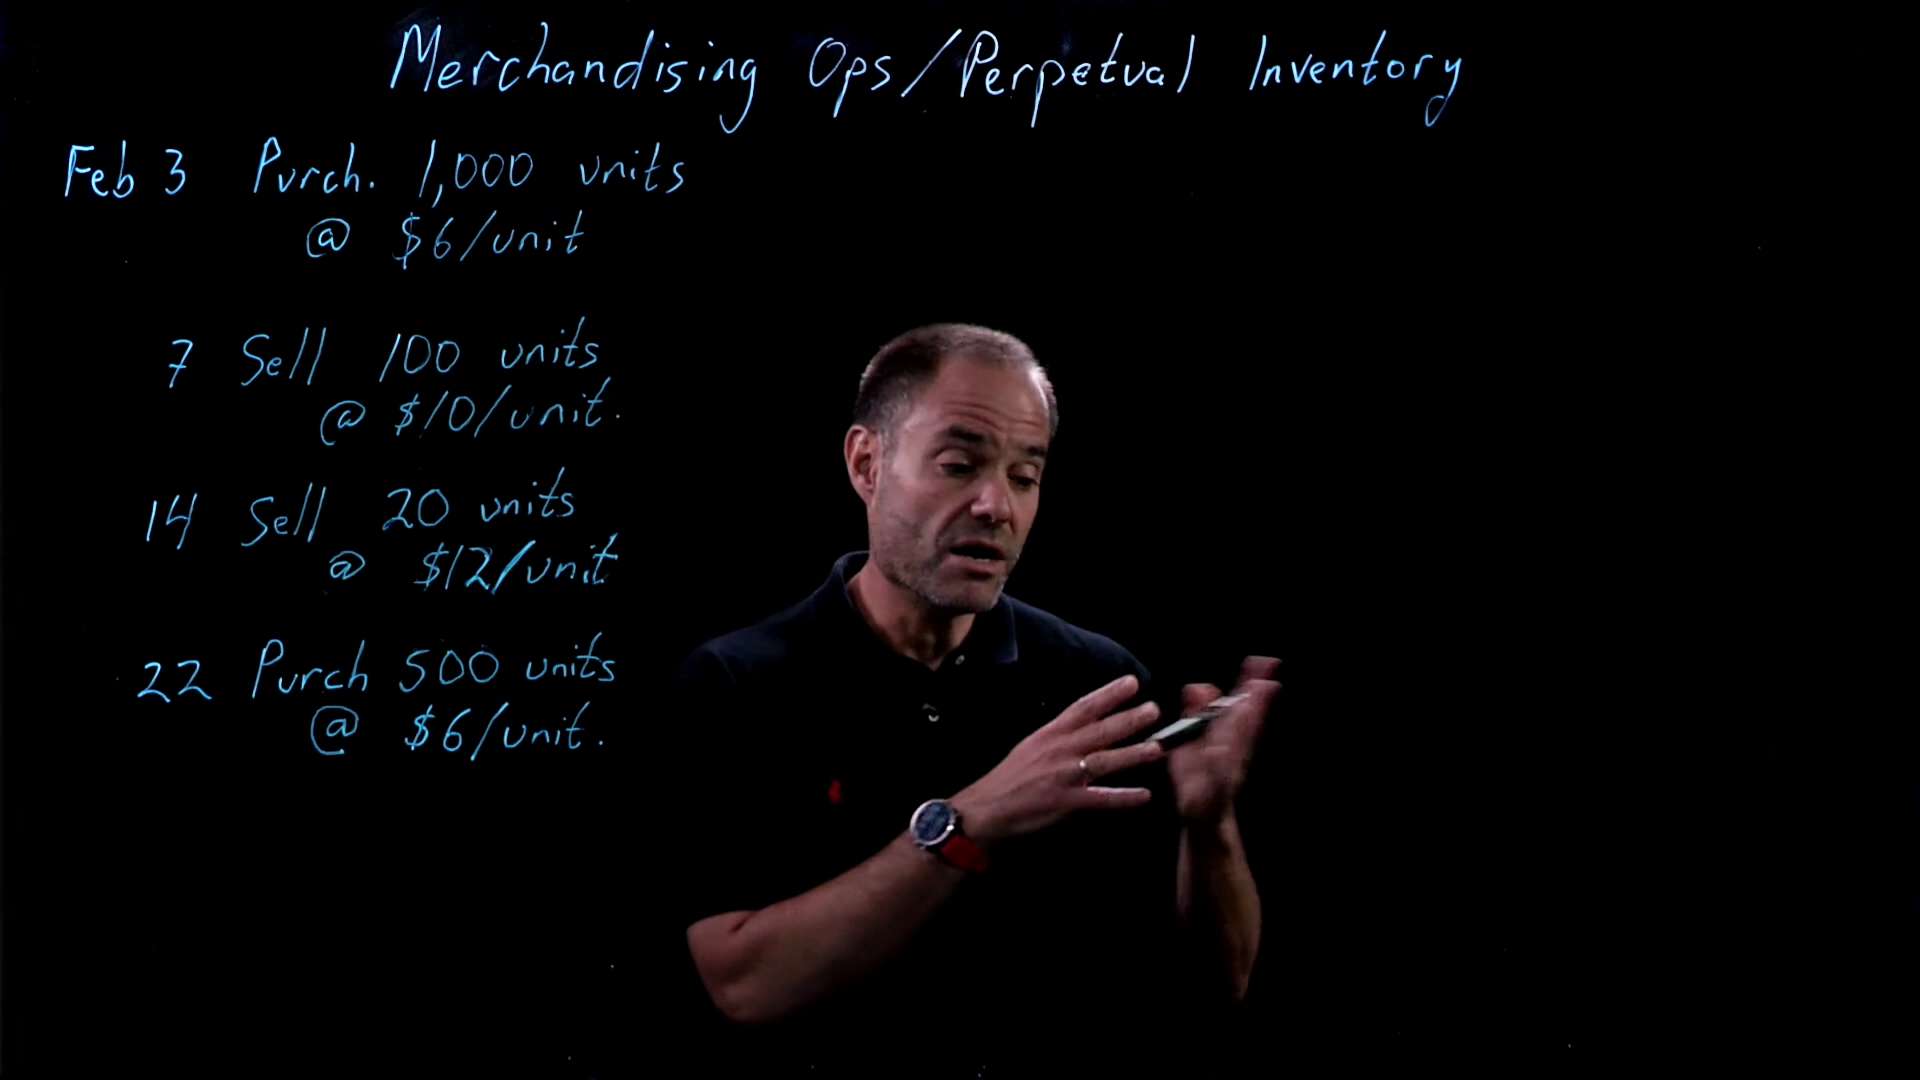 Merchandising Ops/Perpetual Inventory
Feb 3 Purch. 1,000 units
@ $6/unit
7 Sell 100 units
@ $10/unit.
14 Sell 20 units
@ $12/unit
22 Purch 500 units
@ $6/unit.